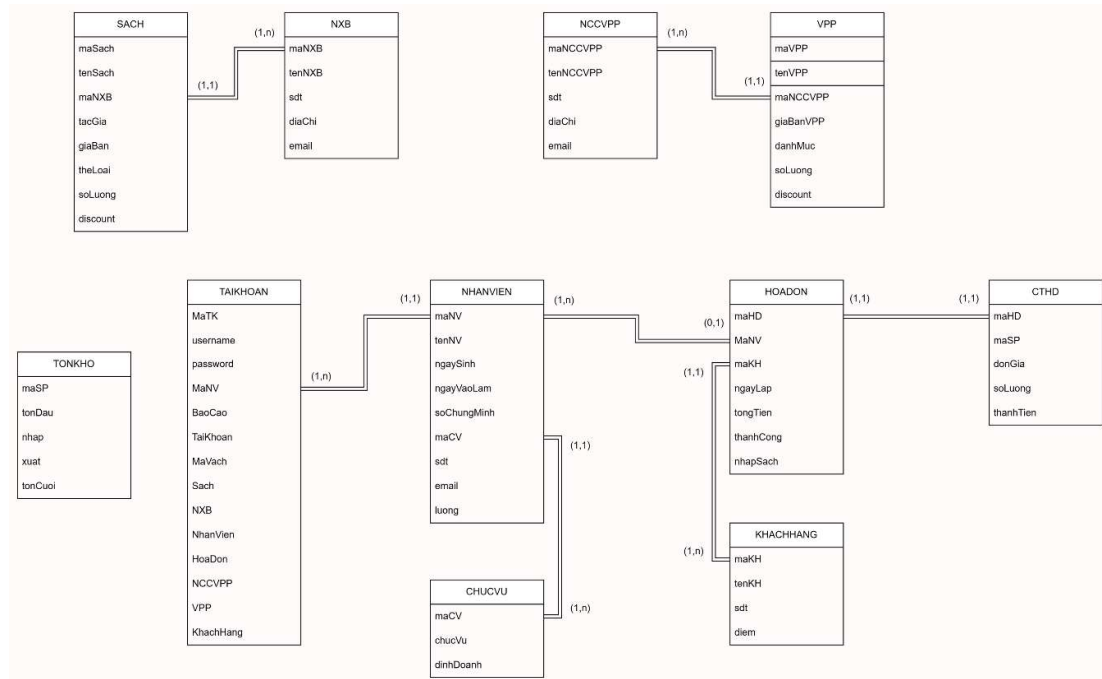 SACH
maSach
tenSach
maNXB
tacGia
giaBan
theLoai
soLuong
discount
(1,1)
(1,n)
NXB
maNXB
tenNXB
sdt
diaChi
email
NCCVPP
maNCCVPP
tenNCCVPP
sdt
diaChi
email
(1,n)
(1,1)
VPP
maVPP
tenVPP
maNCCVPP
giaBanVPP
danhMuc
soLuong
discount
TONKHO
maSP
tonDau
nhap
xuat
tonCuoi
TAIKHOAN
MaTK
username
password
MaNV
BaoCao
TaiKhoan
MaVach
Sach
NXB
NhanVien
HoaDon
NCCVPP
VPP
KhachHang
(1,n)
(1,1)
NHANVIEN
maNV
tenNV
ngaySinh
ngayVaoLam
soChungMinh
maCV
sdt
email
luong
(1,n)
(1,1)
CHUCVU
maCV
chucVu
dinhDoanh
(1,n)
(0,1)
(1,1)
HOADON
maHD
MaNV
maKH
ngayLap
tongTien
thanhCong
nhapSach
(1,1)
(1,1)
(1,n)
KHACHHANG
maKH
tenKH
sdt
diem
CTHD
maHD
maSP
donGia
soLuong
thanhTien